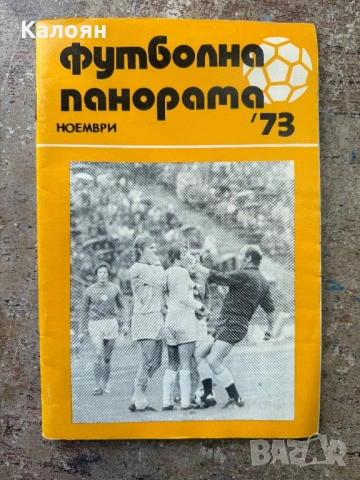 Калоян
футболна
панорама
НОЕМВРИ '73
bazar